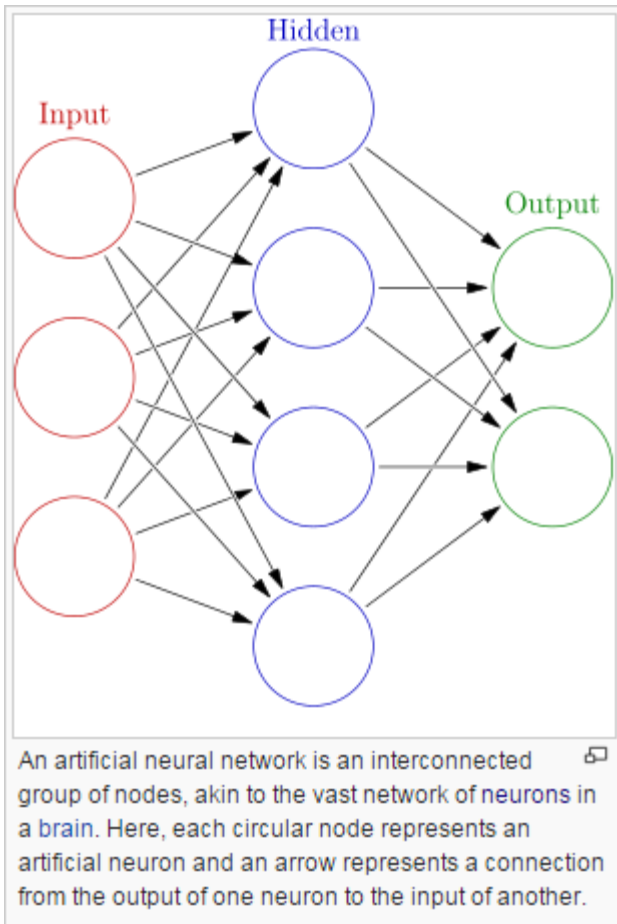 Hidden
Input
Output
An artificial neural network is an interconnected
group of nodes, akin to the vast network of neurons in
a brain. Here, each circular node represents an
artificial neuron and an arrow represents a connection
from the output of one neuron to the input of another.